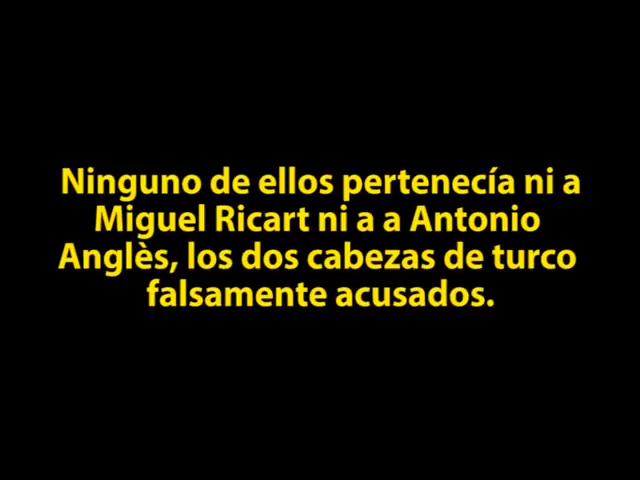 Ninguno de ellos pertenecía ni a
Miguel Ricart ni a a Antonio
Anglès, los dos cabezas de turco
falsamente acusados.